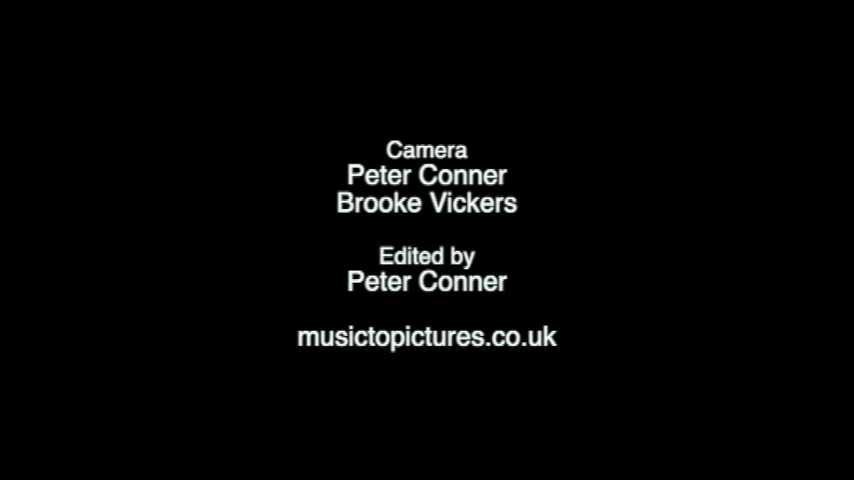 Camera
Peter Conner
Brooke Vickers
Edited by
Peter Conner
musictopictures.co.uk